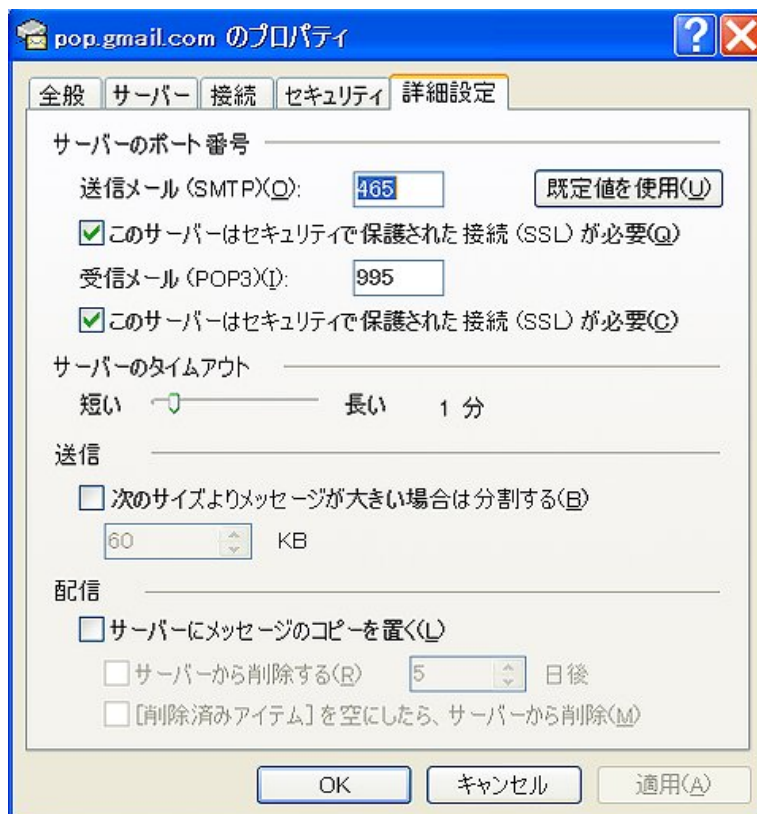 pop.gmail.com のプロパティ
全般 サーバー 接続 セキュリティ 詳細設定
サーバーのポート番号
送信メール (SMTP)(O): 465 既定値を使用(U)
このサーバーはセキュリティで保護された接続 (SSL) が必要(Q)
受信メール (POP3)(I): 995
このサーバーはセキュリティで保護された接続 (SSL) が必要(C)
サーバーのタイムアウト
短い 長い 1 分
送信
次のサイズよりメッセージが大きい場合は分割する(B)
60 KB
配信
サーバーにメッセージのコピーを置く(L)
サーバーから削除する(R) 5 日後
[削除済みアイテム] を空にしたら、サーバーから削除(M)
OK キャンセル 適用(A)